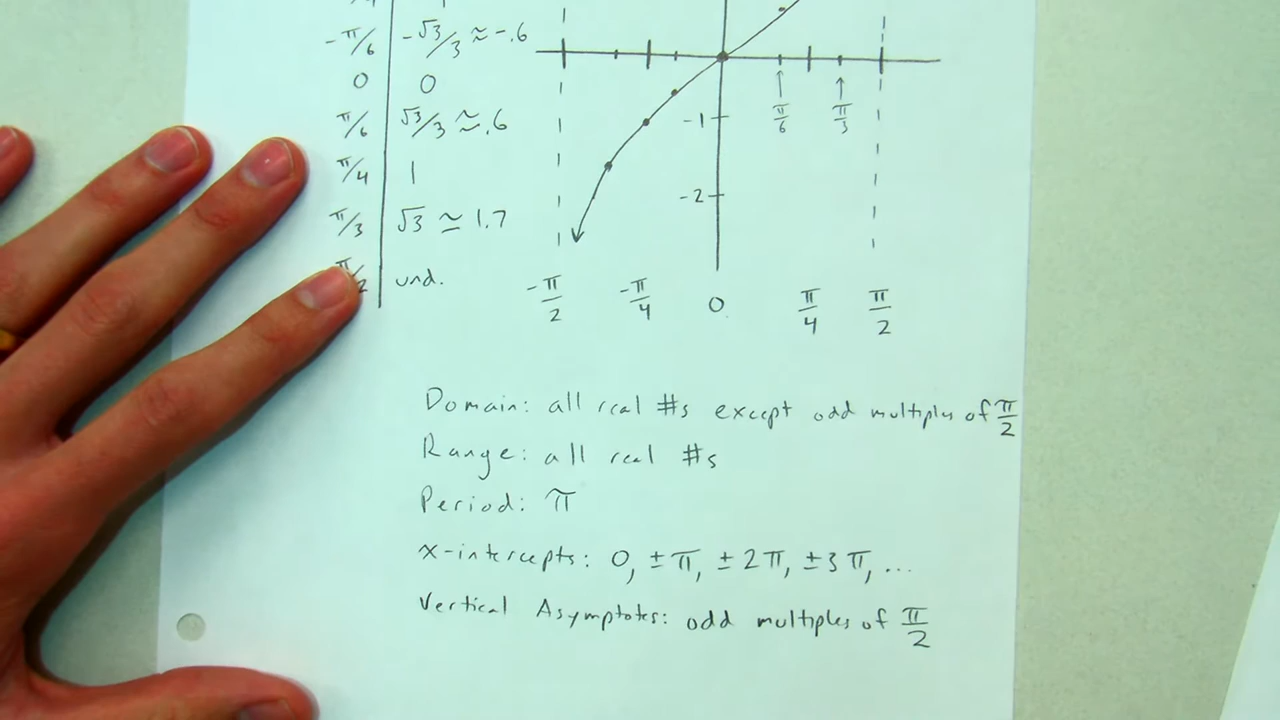 1
-π/6 -√3/3 ≈ -.6
0 0
π/6 √3/3 ≈ .6
π/4 1
π/3 √3 ≃ 1.7
π/2 und.
-1
-2
π/6 π/3
-π/2 -π/4 0 π/4 π/2
Domain: all real #s except odd multiples of π/2
Range: all real #s
Period: π
x-intercepts: 0, ±π, ±2π, ±3π, ...
Vertical Asymptotes: odd multiples of π/2